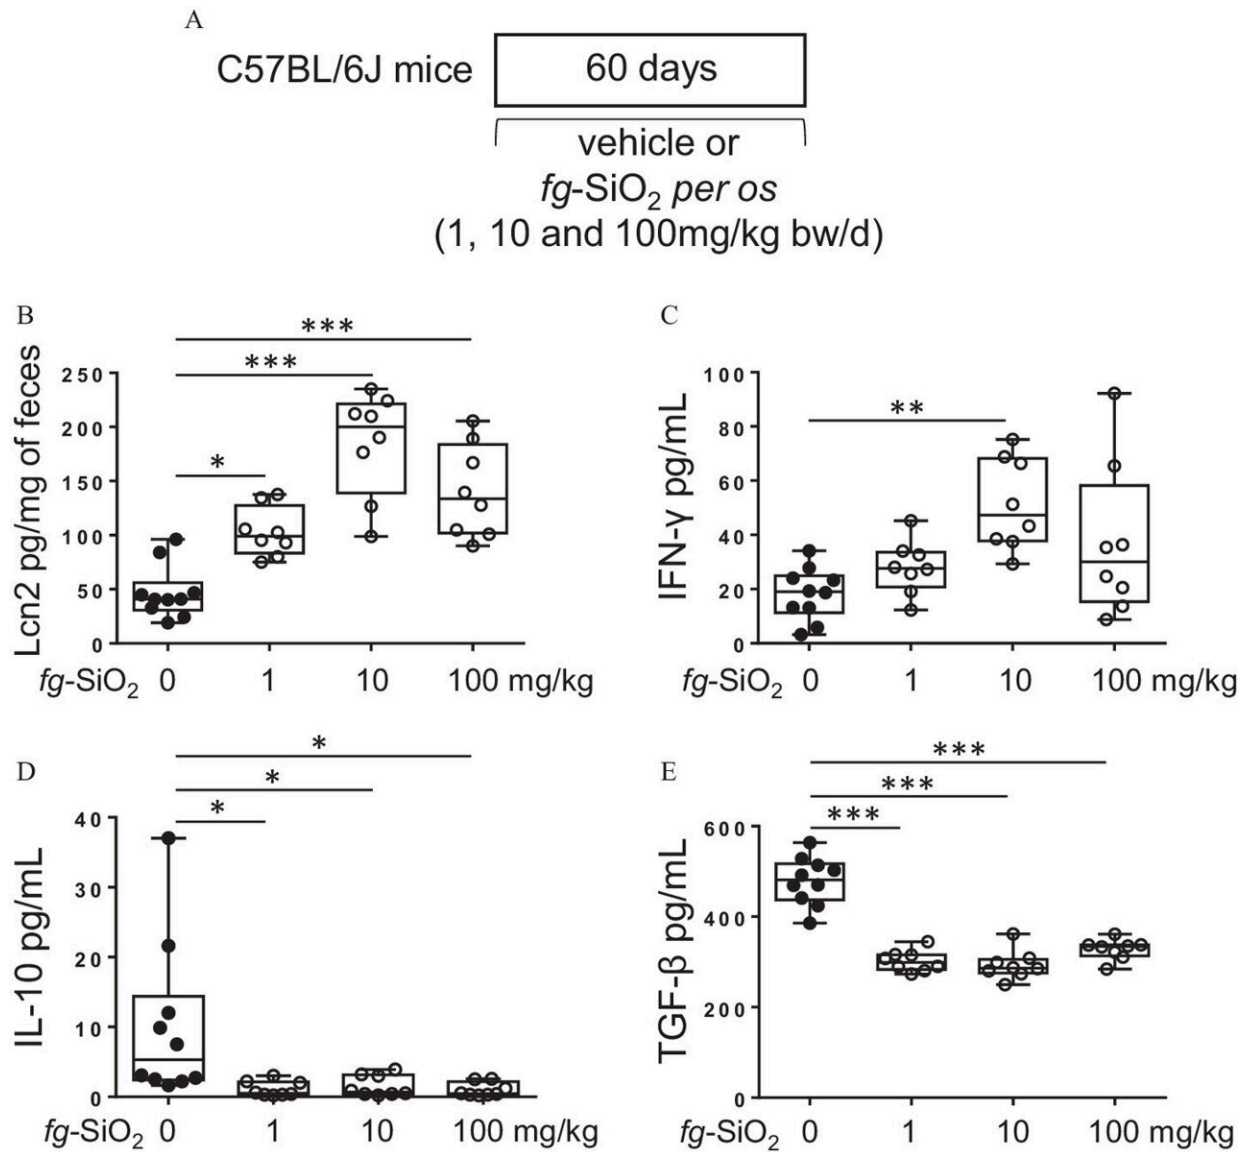 A
C57BL/6J mice
60 days
vehicle or
fg-SiO₂ per os
(1, 10 and 100mg/kg bw/d)
B
***
***
*
Lcn2 pg/mg of feces
250
200
150
100
50
0
fg-SiO₂ 0 1 10 100 mg/kg
C
**
IFN-γ pg/mL
100
80
60
40
20
0
fg-SiO₂ 0 1 10 100 mg/kg
D
*
*
*
IL-10 pg/mL
40
30
20
10
0
fg-SiO₂ 0 1 10 100 mg/kg
E
***
***
***
TGF-β pg/mL
600
400
200
0
fg-SiO₂ 0 1 10 100 mg/kg